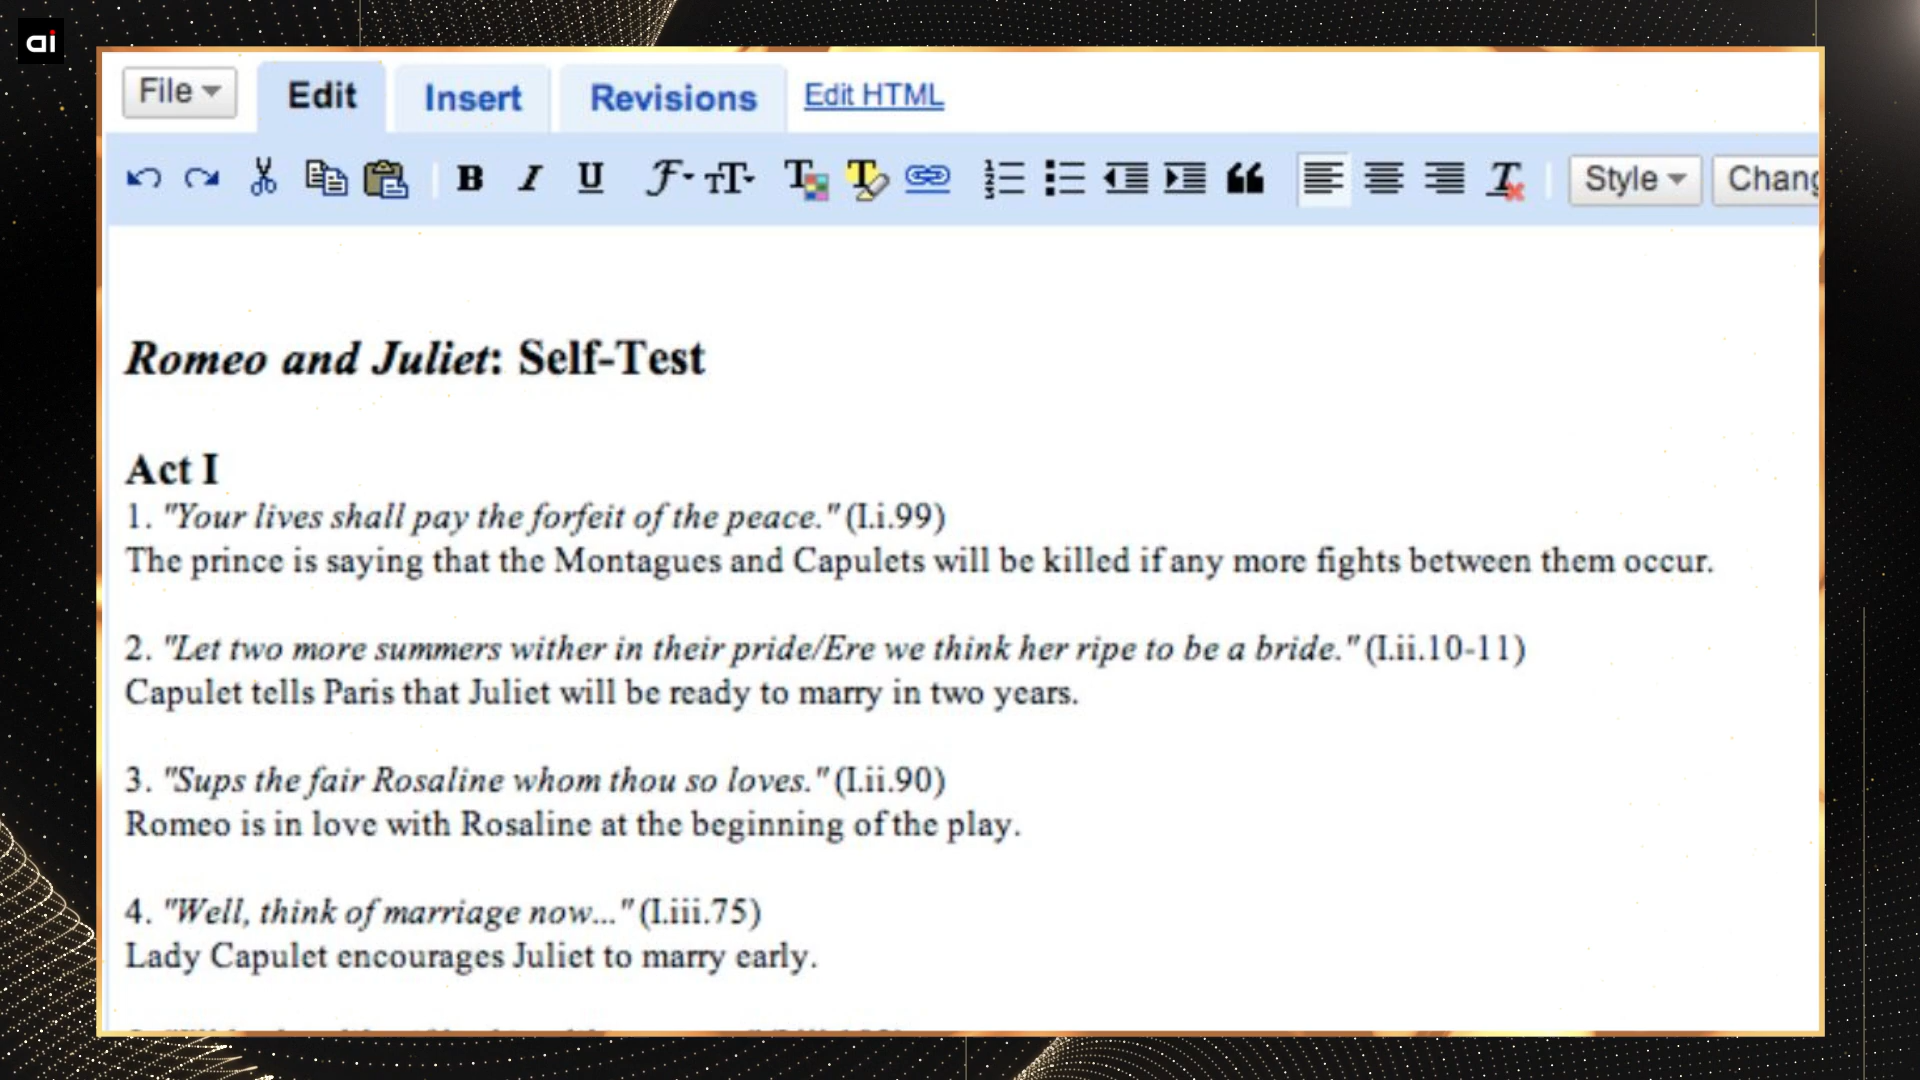 ai
File
Edit
Insert
Revisions
Edit HTML
B I U
Style
Chang
Romeo and Juliet: Self-Test
Act I
1. "Your lives shall pay the forfeit of the peace." (I.i.99)
The prince is saying that the Montagues and Capulets will be killed if any more fights between them occur.
2. "Let two more summers wither in their pride/Ere we think her ripe to be a bride." (I.ii.10-11)
Capulet tells Paris that Juliet will be ready to marry in two years.
3. "Sups the fair Rosaline whom thou so loves." (I.ii.90)
Romeo is in love with Rosaline at the beginning of the play.
4. "Well, think of marriage now..." (I.iii.75)
Lady Capulet encourages Juliet to marry early.